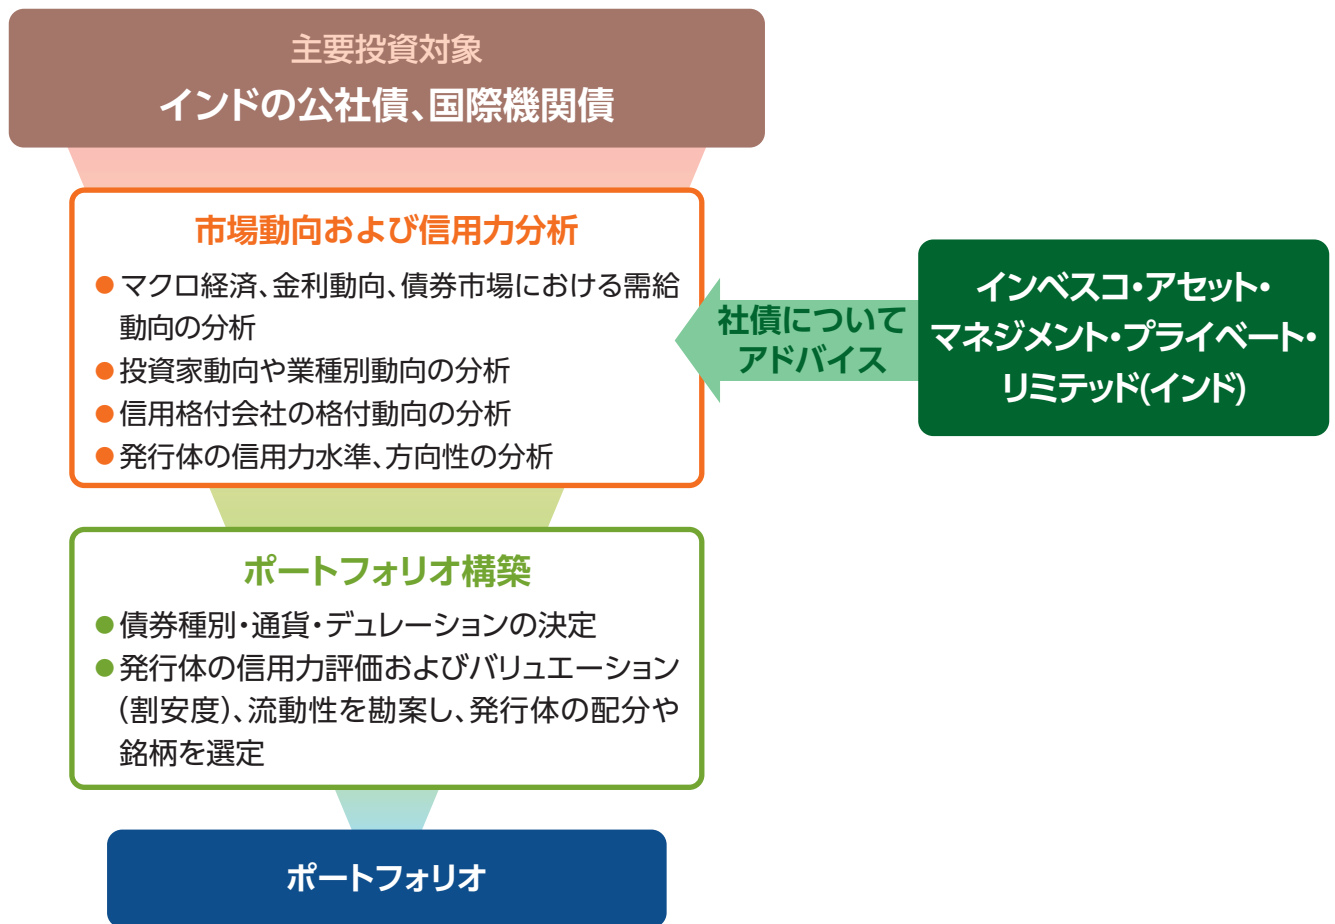 主要投資対象
インドの公社債、国際機関債
市場動向および信用力分析
●マクロ経済、金利動向、債券市場における需給
動向の分析
●投資家動向や業種別動向の分析
●信用格付会社の格付動向の分析
●発行体の信用力水準、方向性の分析
社債について
アドバイス
インベスコ・アセット・
マネジメント・プライベート・
リミテッド(インド)
ポートフォリオ構築
●債券種別・通貨・デュレーションの決定
●発行体の信用力評価およびバリュエーション
(割安度)、流動性を勘案し、発行体の配分や
銘柄を選定
ポートフォリオ